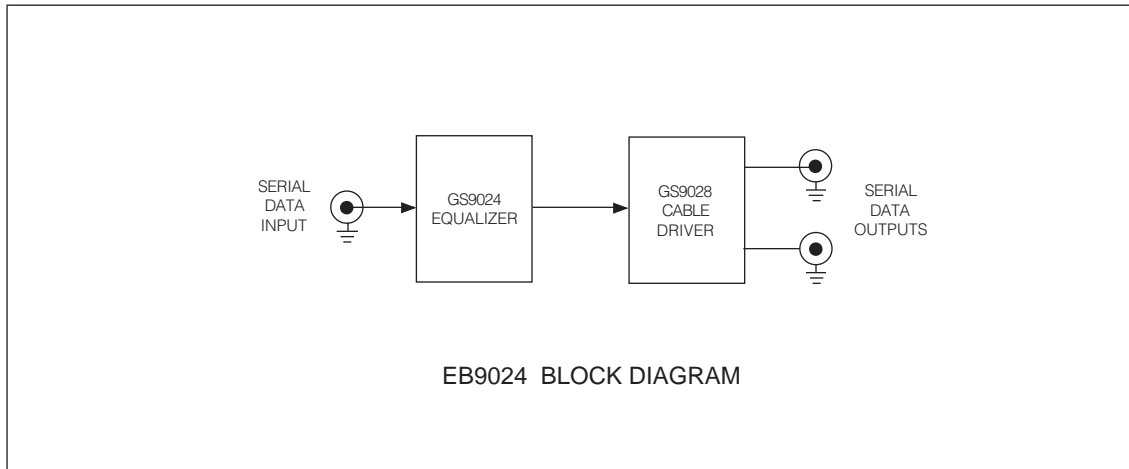 SERIAL
DATA
INPUT
GS9024
EQUALIZER
GS9028
CABLE
DRIVER
SERIAL
DATA
OUTPUTS
EB9024 BLOCK DIAGRAM